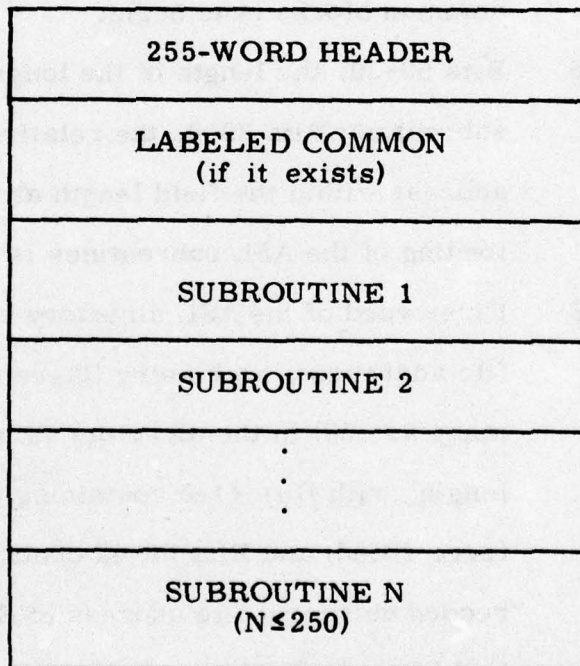 255-WORD HEADER
LABELED COMMON
(if it exists)
SUBROUTINE 1
SUBROUTINE 2
.
.
.
SUBROUTINE N
(N≤250)